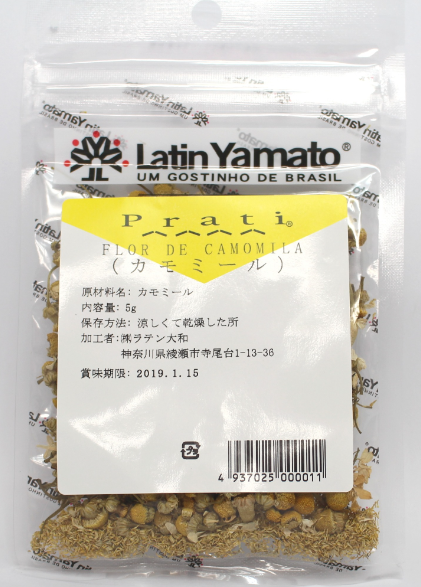 Latin Yamato®
UM GOSTINHO DE BRASIL
Prati®
FLOR DE CAMOMILA
(カモミール)
原材料名: カモミール
内容量: 5g
保存方法: 涼しくて乾燥した所
加工者:㈱ラテン大和
神奈川県綾瀬市寺尾台1-13-36
賞味期限: 2019.1.15
4 937025 000011